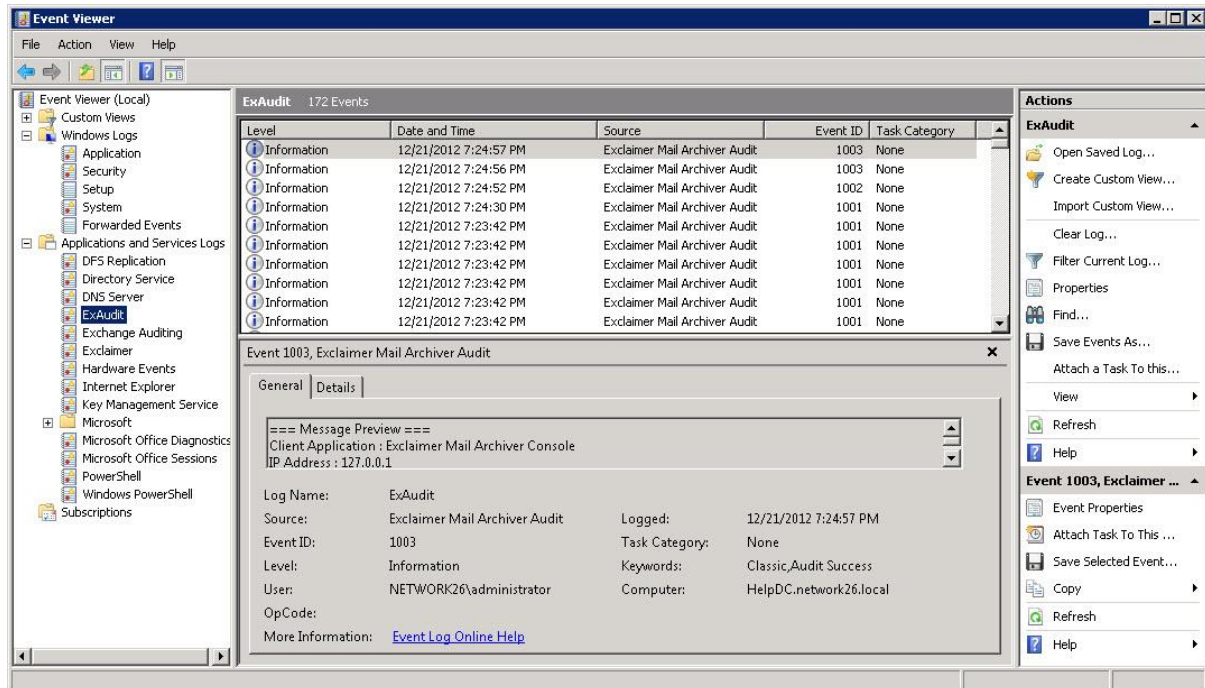 Event Viewer
File Action View Help
Event Viewer (Local)
Custom Views
Windows Logs
Application
Security
Setup
System
Forwarded Events
Applications and Services Logs
DFS Replication
Directory Service
DNS Server
ExAudit
Exchange Auditing
Exclaimer
Hardware Events
Internet Explorer
Key Management Service
Microsoft
Microsoft Office Diagnostics
Microsoft Office Sessions
PowerShell
Windows PowerShell
Subscriptions
ExAudit 172 Events
Level Date and Time Source Event ID Task Category
Information 12/21/2012 7:24:57 PM Exclaimer Mail Archiver Audit 1003 None
Information 12/21/2012 7:24:56 PM Exclaimer Mail Archiver Audit 1003 None
Information 12/21/2012 7:24:52 PM Exclaimer Mail Archiver Audit 1002 None
Information 12/21/2012 7:24:30 PM Exclaimer Mail Archiver Audit 1001 None
Information 12/21/2012 7:23:42 PM Exclaimer Mail Archiver Audit 1001 None
Information 12/21/2012 7:23:42 PM Exclaimer Mail Archiver Audit 1001 None
Information 12/21/2012 7:23:42 PM Exclaimer Mail Archiver Audit 1001 None
Information 12/21/2012 7:23:42 PM Exclaimer Mail Archiver Audit 1001 None
Information 12/21/2012 7:23:42 PM Exclaimer Mail Archiver Audit 1001 None
Information 12/21/2012 7:23:42 PM Exclaimer Mail Archiver Audit 1001 None
Event 1003, Exclaimer Mail Archiver Audit
General Details
=== Message Preview ===
Client Application : Exclaimer Mail Archiver Console
IP Address : 127.0.0.1
Log Name: ExAudit
Source: Exclaimer Mail Archiver Audit Logged: 12/21/2012 7:24:57 PM
Event ID: 1003 Task Category: None
Level: Information Keywords: Classic,Audit Success
User: NETWORK26\administrator Computer: HelpDC.network26.local
OpCode:
More Information: Event Log Online Help
Actions
ExAudit
Open Saved Log...
Create Custom View...
Import Custom View...
Clear Log...
Filter Current Log...
Properties
Find...
Save Events As...
Attach a Task To this...
View
Refresh
Help
Event 1003, Exclaimer ...
Event Properties
Attach Task To This ...
Save Selected Event...
Copy
Refresh
Help